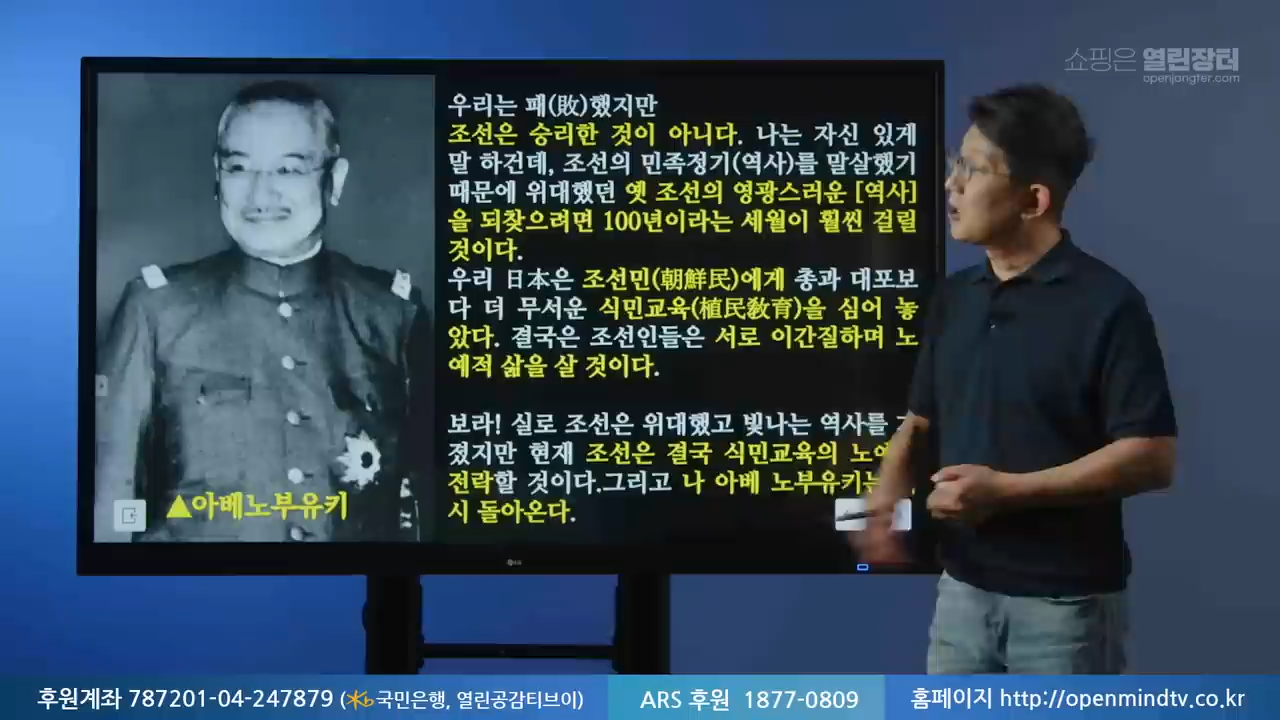 쇼핑은 열린장터
openjangter.com
우리는 패(敗)했지만
조선은 승리한 것이 아니다. 나는 자신 있게
말 하건데, 조선의 민족정기(역사)를 말살했기
때문에 위대했던 옛 조선의 영광스러운 [역사]
을 되찾으려면 100년이라는 세월이 훨씬 걸릴
것이다.
우리 日本은 조선민(朝鮮民)에게 총과 대포보
다 더 무서운 식민교육(植民敎育)을 심어 놓
았다. 결국은 조선인들은 서로 이간질하며 노
예적 삶을 살 것이다.
보라! 실로 조선은 위대했고 빛나는 역사를
졌지만 현재 조선은 결국 식민교육의
전락할 것이다.그리고 나 아베 노부유키는
시 돌아온다.
▲아베노부유키
LG
후원계좌 787201-04-247879 (국민은행, 열린공감티브이)
ARS 후원 1877-0809
홈페이지 http://openmindtv.co.kr